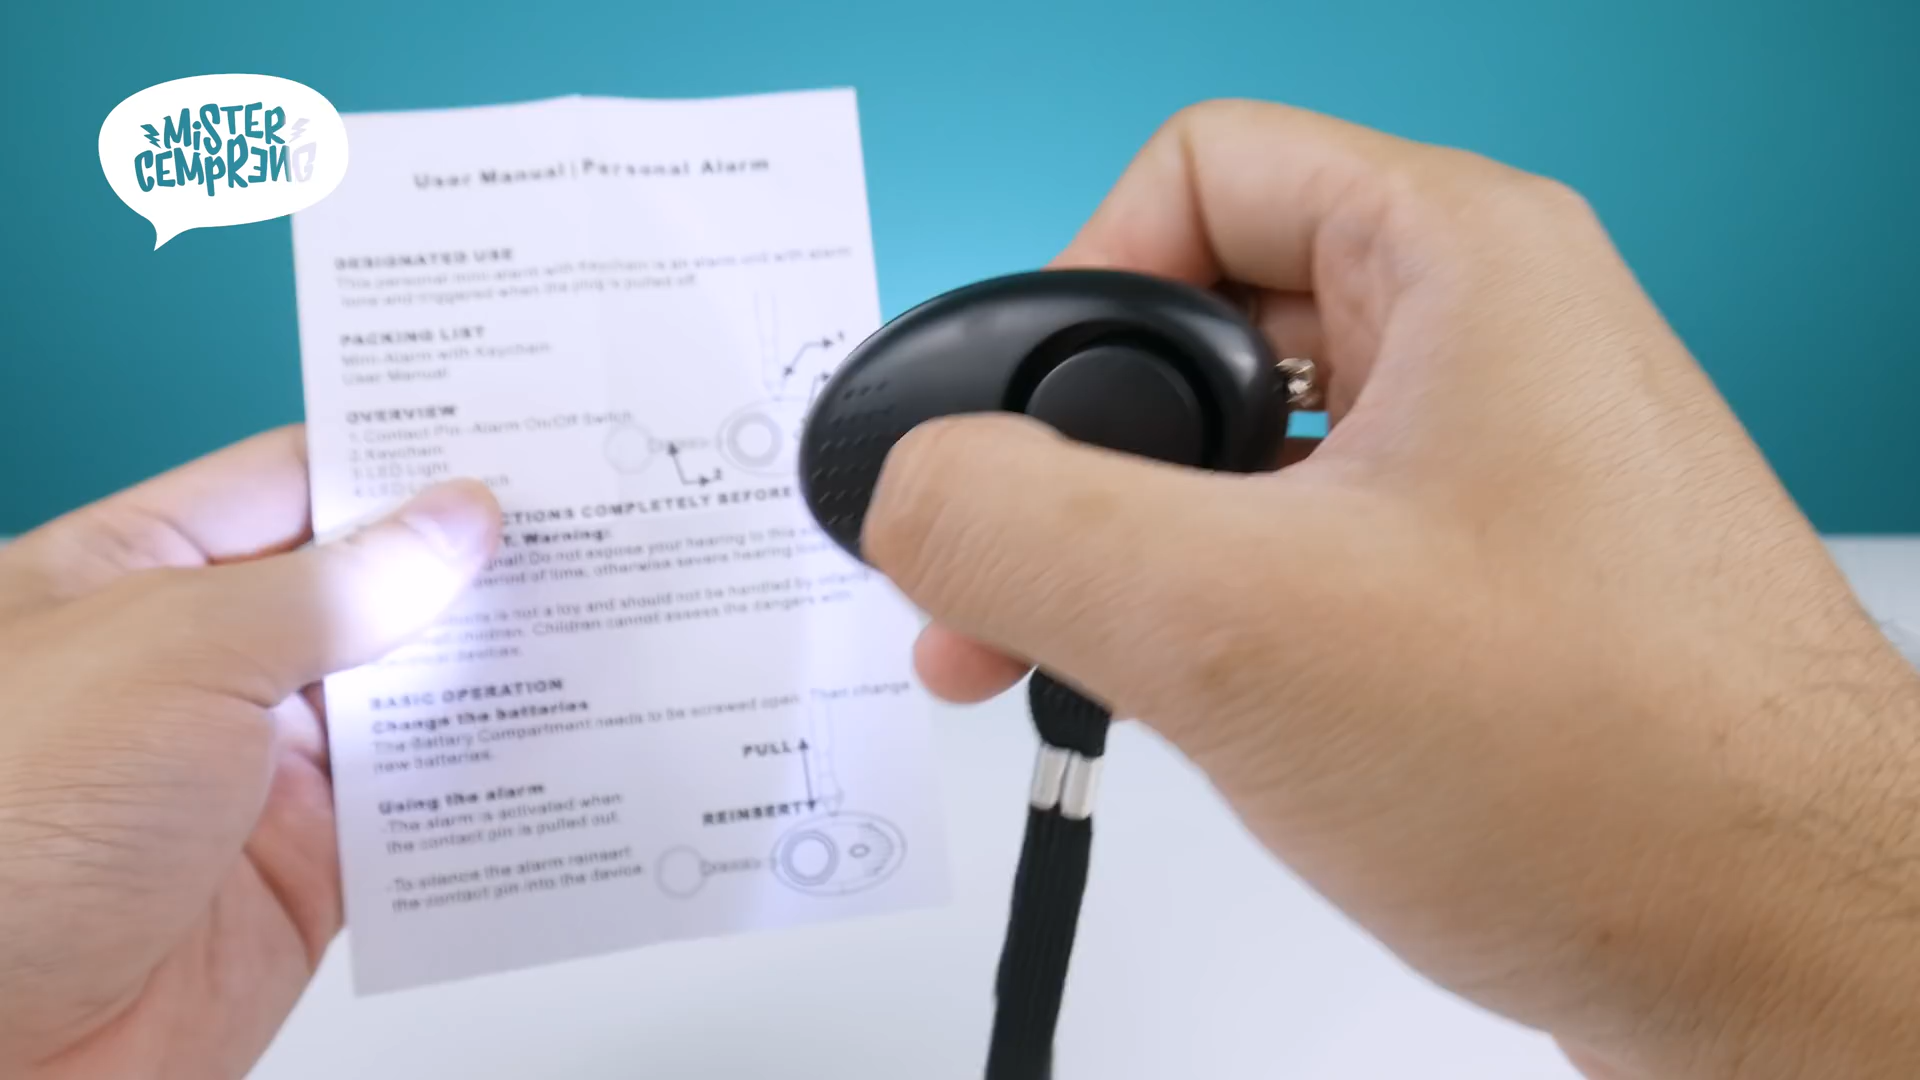 MiSTER
CEMPRENG
User Manual | Personal Alarm
DESIGNATED USE
This personal mini alarm with Keychain is an alarm unit with alarm
tone and triggered when the plug is pulled off.
PACKING LIST
Mini-Alarm with Keychain
User Manual
OVERVIEW
1. Contact Pin-Alarm On/Off Switch
2. Keychain
3. LED Light
4. LED
1
2
CTIONS COMPLETELY BEFORE
Warning:
Do not expose your hearing to this
period of time, otherwise severe hearing
is not a toy and should not be handled by
children. Children cannot assess the dangers with
devices.
BASIC OPERATION
Change the batteries
The Battary Compartment needs to be screwed open. Then change
new batteries.
PULL
Using the alarm
-The alarm is activated when
the contact pin is pulled out.
REINSERT
-To silence the alarm reinsert
the contact pin into the device